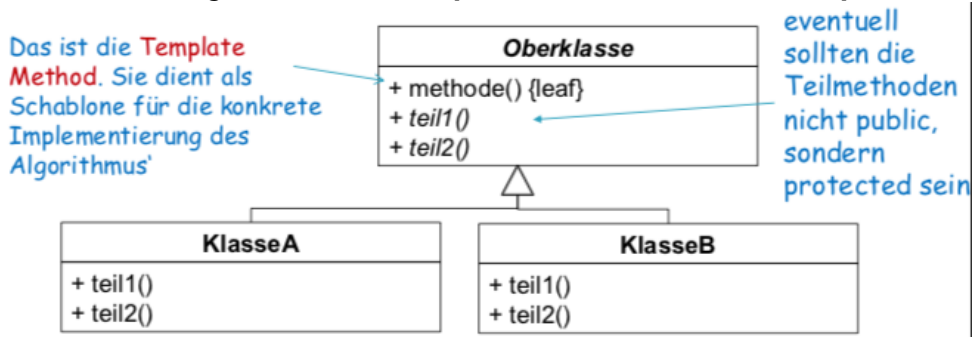 Das ist die Template
Method. Sie dient als
Schablone für die konkrete
Implementierung des
Algorithmus'
Oberklasse
+ methode() {leaf}
+ teil1()
+ teil2()
eventuell
sollten die
Teilmethoden
nicht public,
sondern
protected sein
KlasseA
+ teil1()
+ teil2()
KlasseB
+ teil1()
+ teil2()